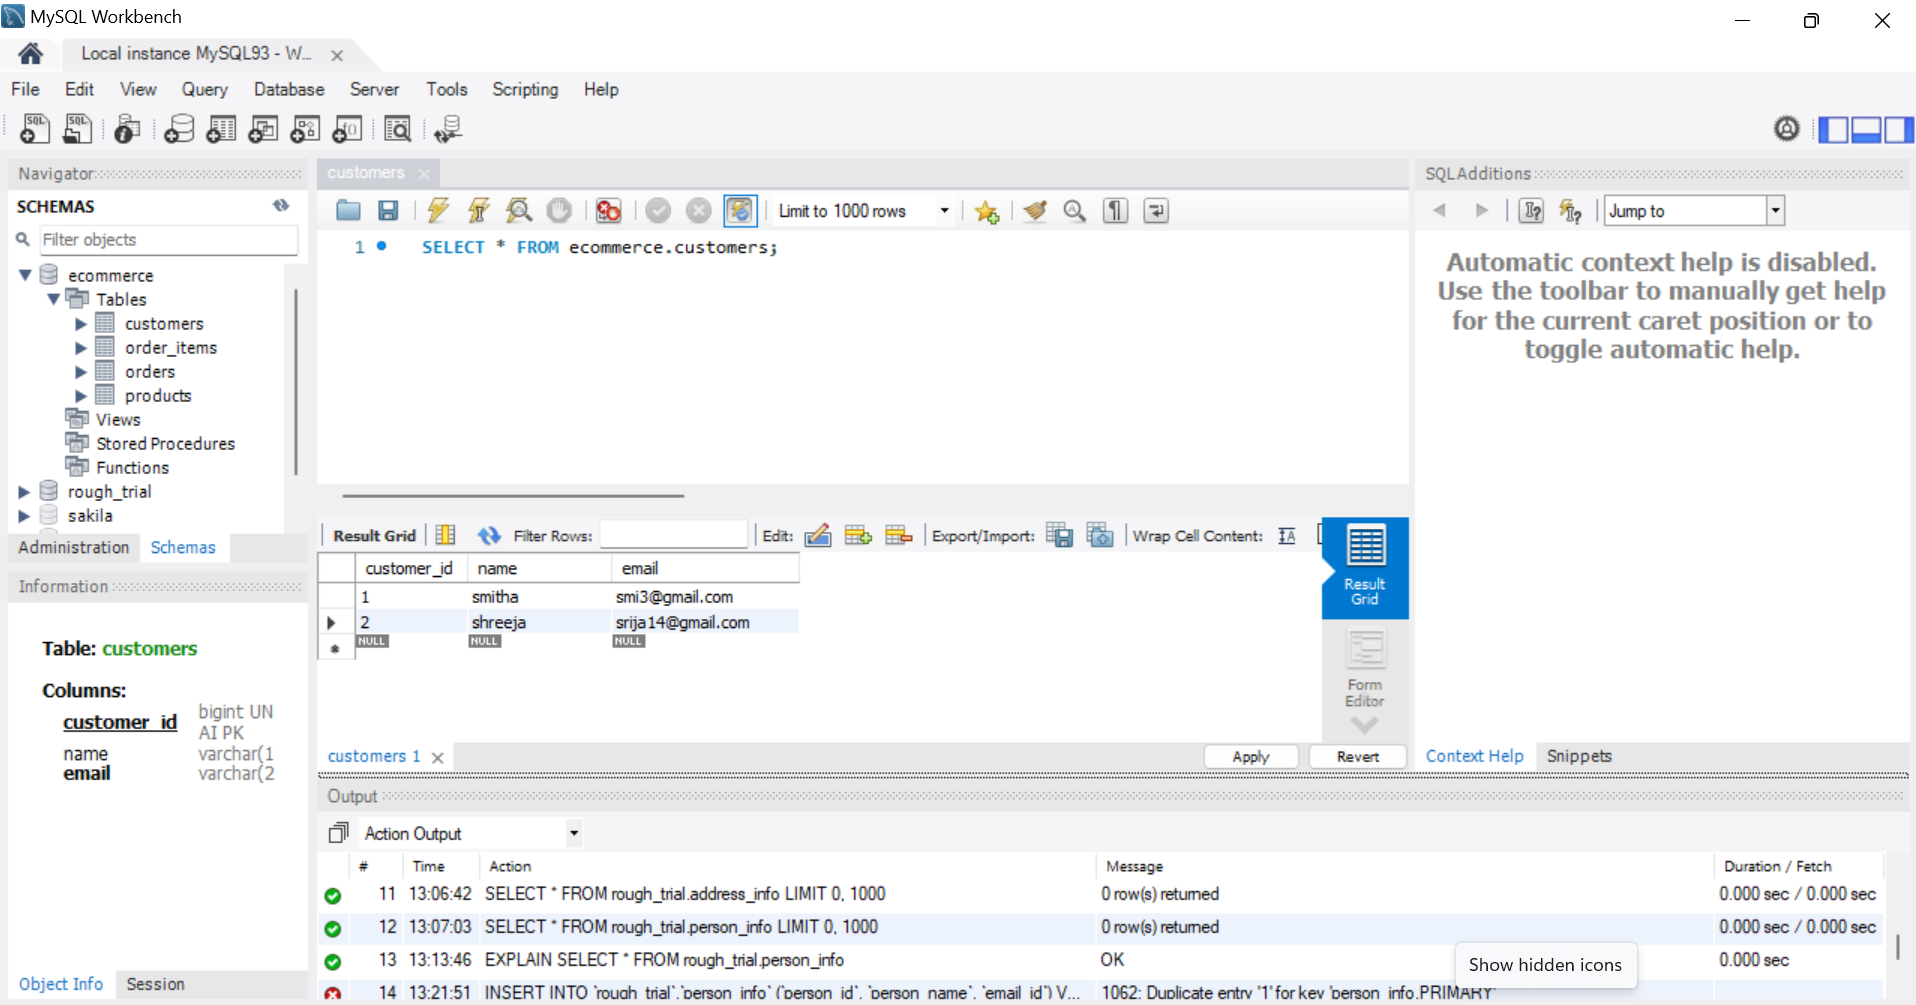 MySQL Workbench
Local instance MySQL93 - W...
File Edit View Query Database Server Tools Scripting Help
Navigator
SCHEMAS
Filter objects
ecommerce
Tables
customers
order_items
orders
products
Views
Stored Procedures
Functions
rough_trial
sakila
Administration Schemas
Information
Table: customers
Columns:
customer_id bigint UN AI PK
name varchar(1
email varchar(2
Object Info Session
customers
Limit to 1000 rows
1 SELECT * FROM ecommerce.customers;
Result Grid Filter Rows: Edit: Export/Import: Wrap Cell Content:
customer_id name email
1 smitha smi3@gmail.com
2 shreeja srija14@gmail.com
NULL NULL NULL
Result Grid
Form Editor
customers 1
Apply Revert
SQLAdditions
Jump to
Automatic context help is disabled.
Use the toolbar to manually get help
for the current caret position or to
toggle automatic help.
Context Help Snippets
Output
Action Output
# Time Action Message Duration / Fetch
11 13:06:42 SELECT * FROM rough_trial.address_info LIMIT 0, 1000 0 row(s) returned 0.000 sec / 0.000 sec
12 13:07:03 SELECT * FROM rough_trial.person_info LIMIT 0, 1000 0 row(s) returned 0.000 sec / 0.000 sec
13 13:13:46 EXPLAIN SELECT * FROM rough_trial.person_info OK 0.000 sec
14 13:21:51 INSERT INTO `rough_trial`.`person_info` (`person_id`, `person_name`, `email_id`) V... 1062: Duplicate entry '1' for key 'person_info.PRIMARY'
Show hidden icons